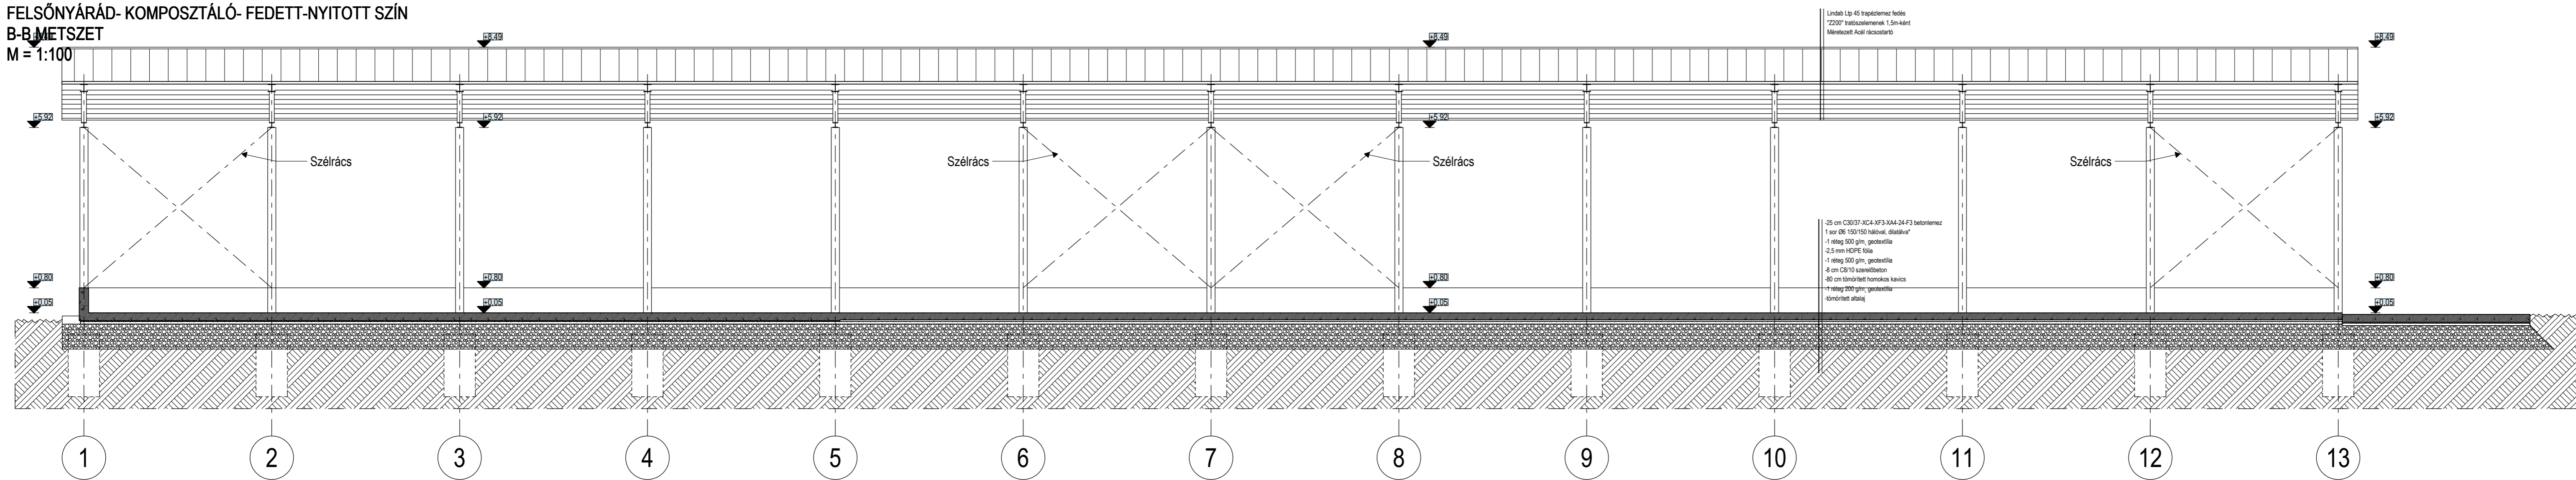 FELSŐNYÁRÁD- KOMPOSZTÁLÓ- FEDETT-NYITOTT SZÍN
B-B METSZET
M = 1:100
Lindab Ltp 45 trapézlemez fedés
"Z200" tratószelemenek 1,5m-ként
Méretezett Acél rácsostartó
+8.49 +8.49 +8.49
+5.92 +5.92 +5.92 +5.92
Szélrács Szélrács Szélrács Szélrács
-25 cm C30/37-XC4-XF3-XA4-24-F3 betonlemez
1 sor Ø6 150/150 hálóval, dilatálva"
-1 réteg 500 g/m, geotextília
-2,5 mm HDPE fólia
-1 réteg 500 g/m, geotextília
-8 cm C8/10 szerelőbeton
-80 cm tömörített homokos kavics
-1 réteg 200 g/m, geotextília
-tömörített altalaj
+0.80 +0.80 +0.80 +0.80
+0.05 +0.05 +0.05 +0.05
1 2 3 4 5 6 7 8 9 10 11 12 13